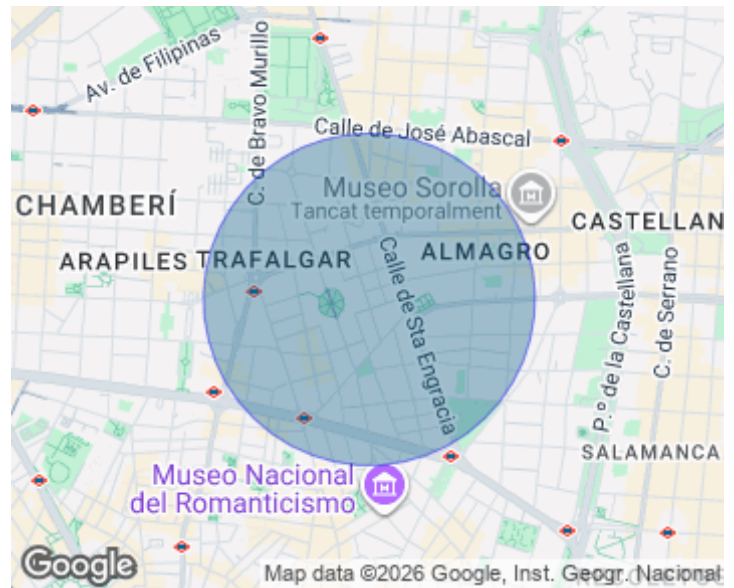 Av. de Filipinas
C. de Bravo Murillo
Calle de José Abascal
Museo Sorolla
Tancat temporalment
CHAMBERÍ
CASTELLAN
ARAPILES
TRAFALGAR
ALMAGRO
Calle de Sta Engracia
P.º de la Castellana
C. de Serrano
SALAMANCA
Museo Nacional
del Romanticismo
Google
Map data ©2026 Google, Inst. Geogr. Nacional